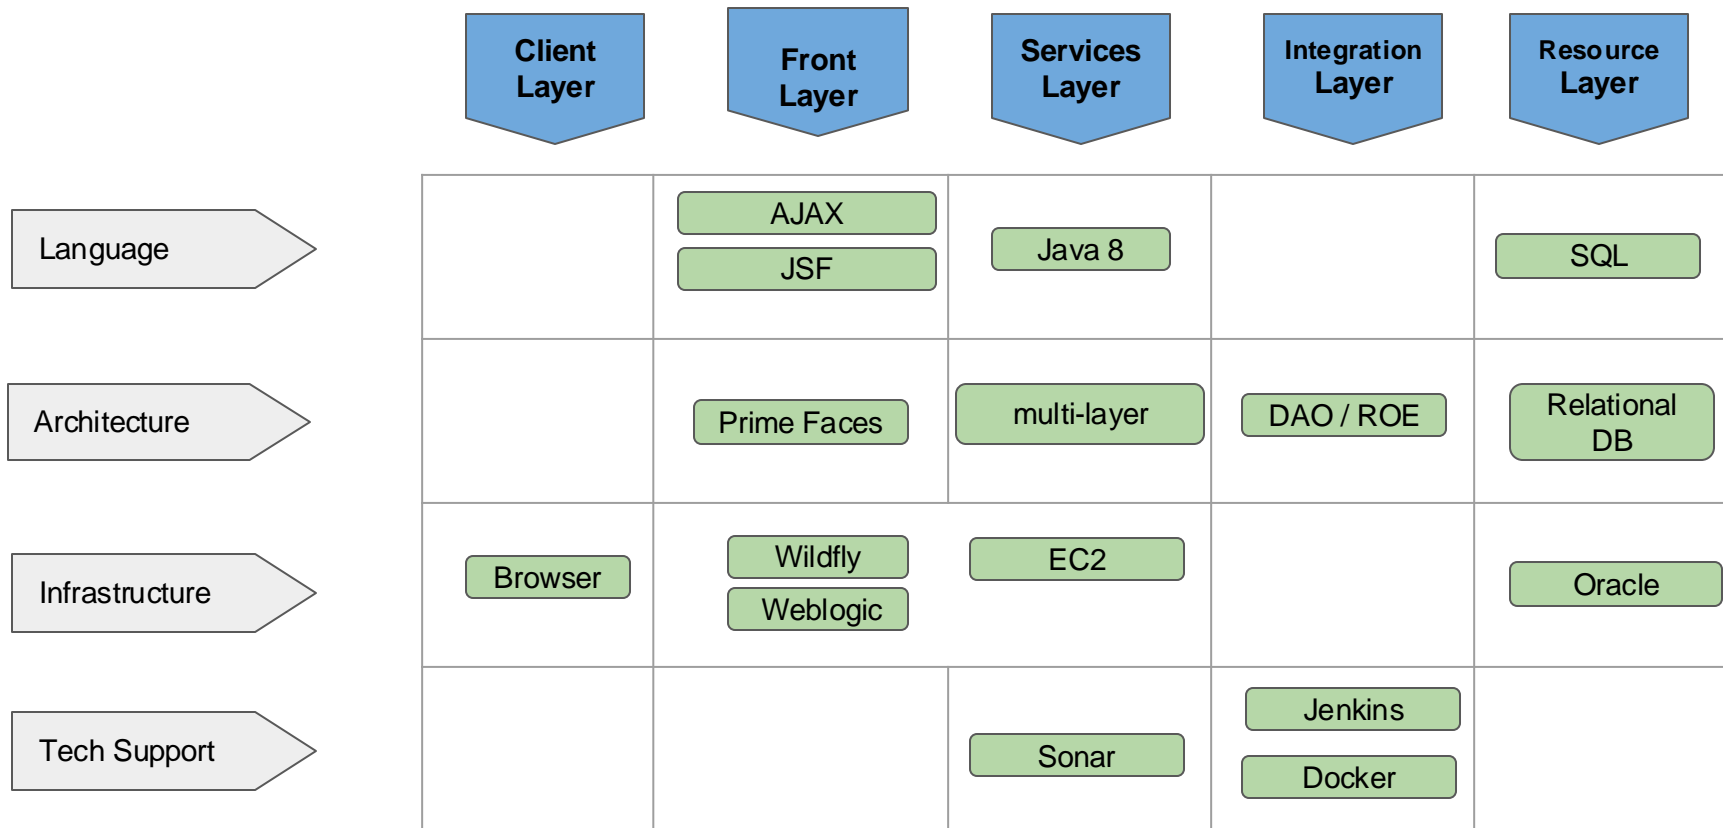 Client
Layer
Front
Layer
Services
Layer
Integration
Layer
Resource
Layer
Language
AJAX
JSF
Java 8
SQL
Architecture
Prime Faces
multi-layer
DAO / ROE
Relational
DB
Infrastructure
Browser
Wildfly
Weblogic
EC2
Oracle
Tech Support
Sonar
Jenkins
Docker